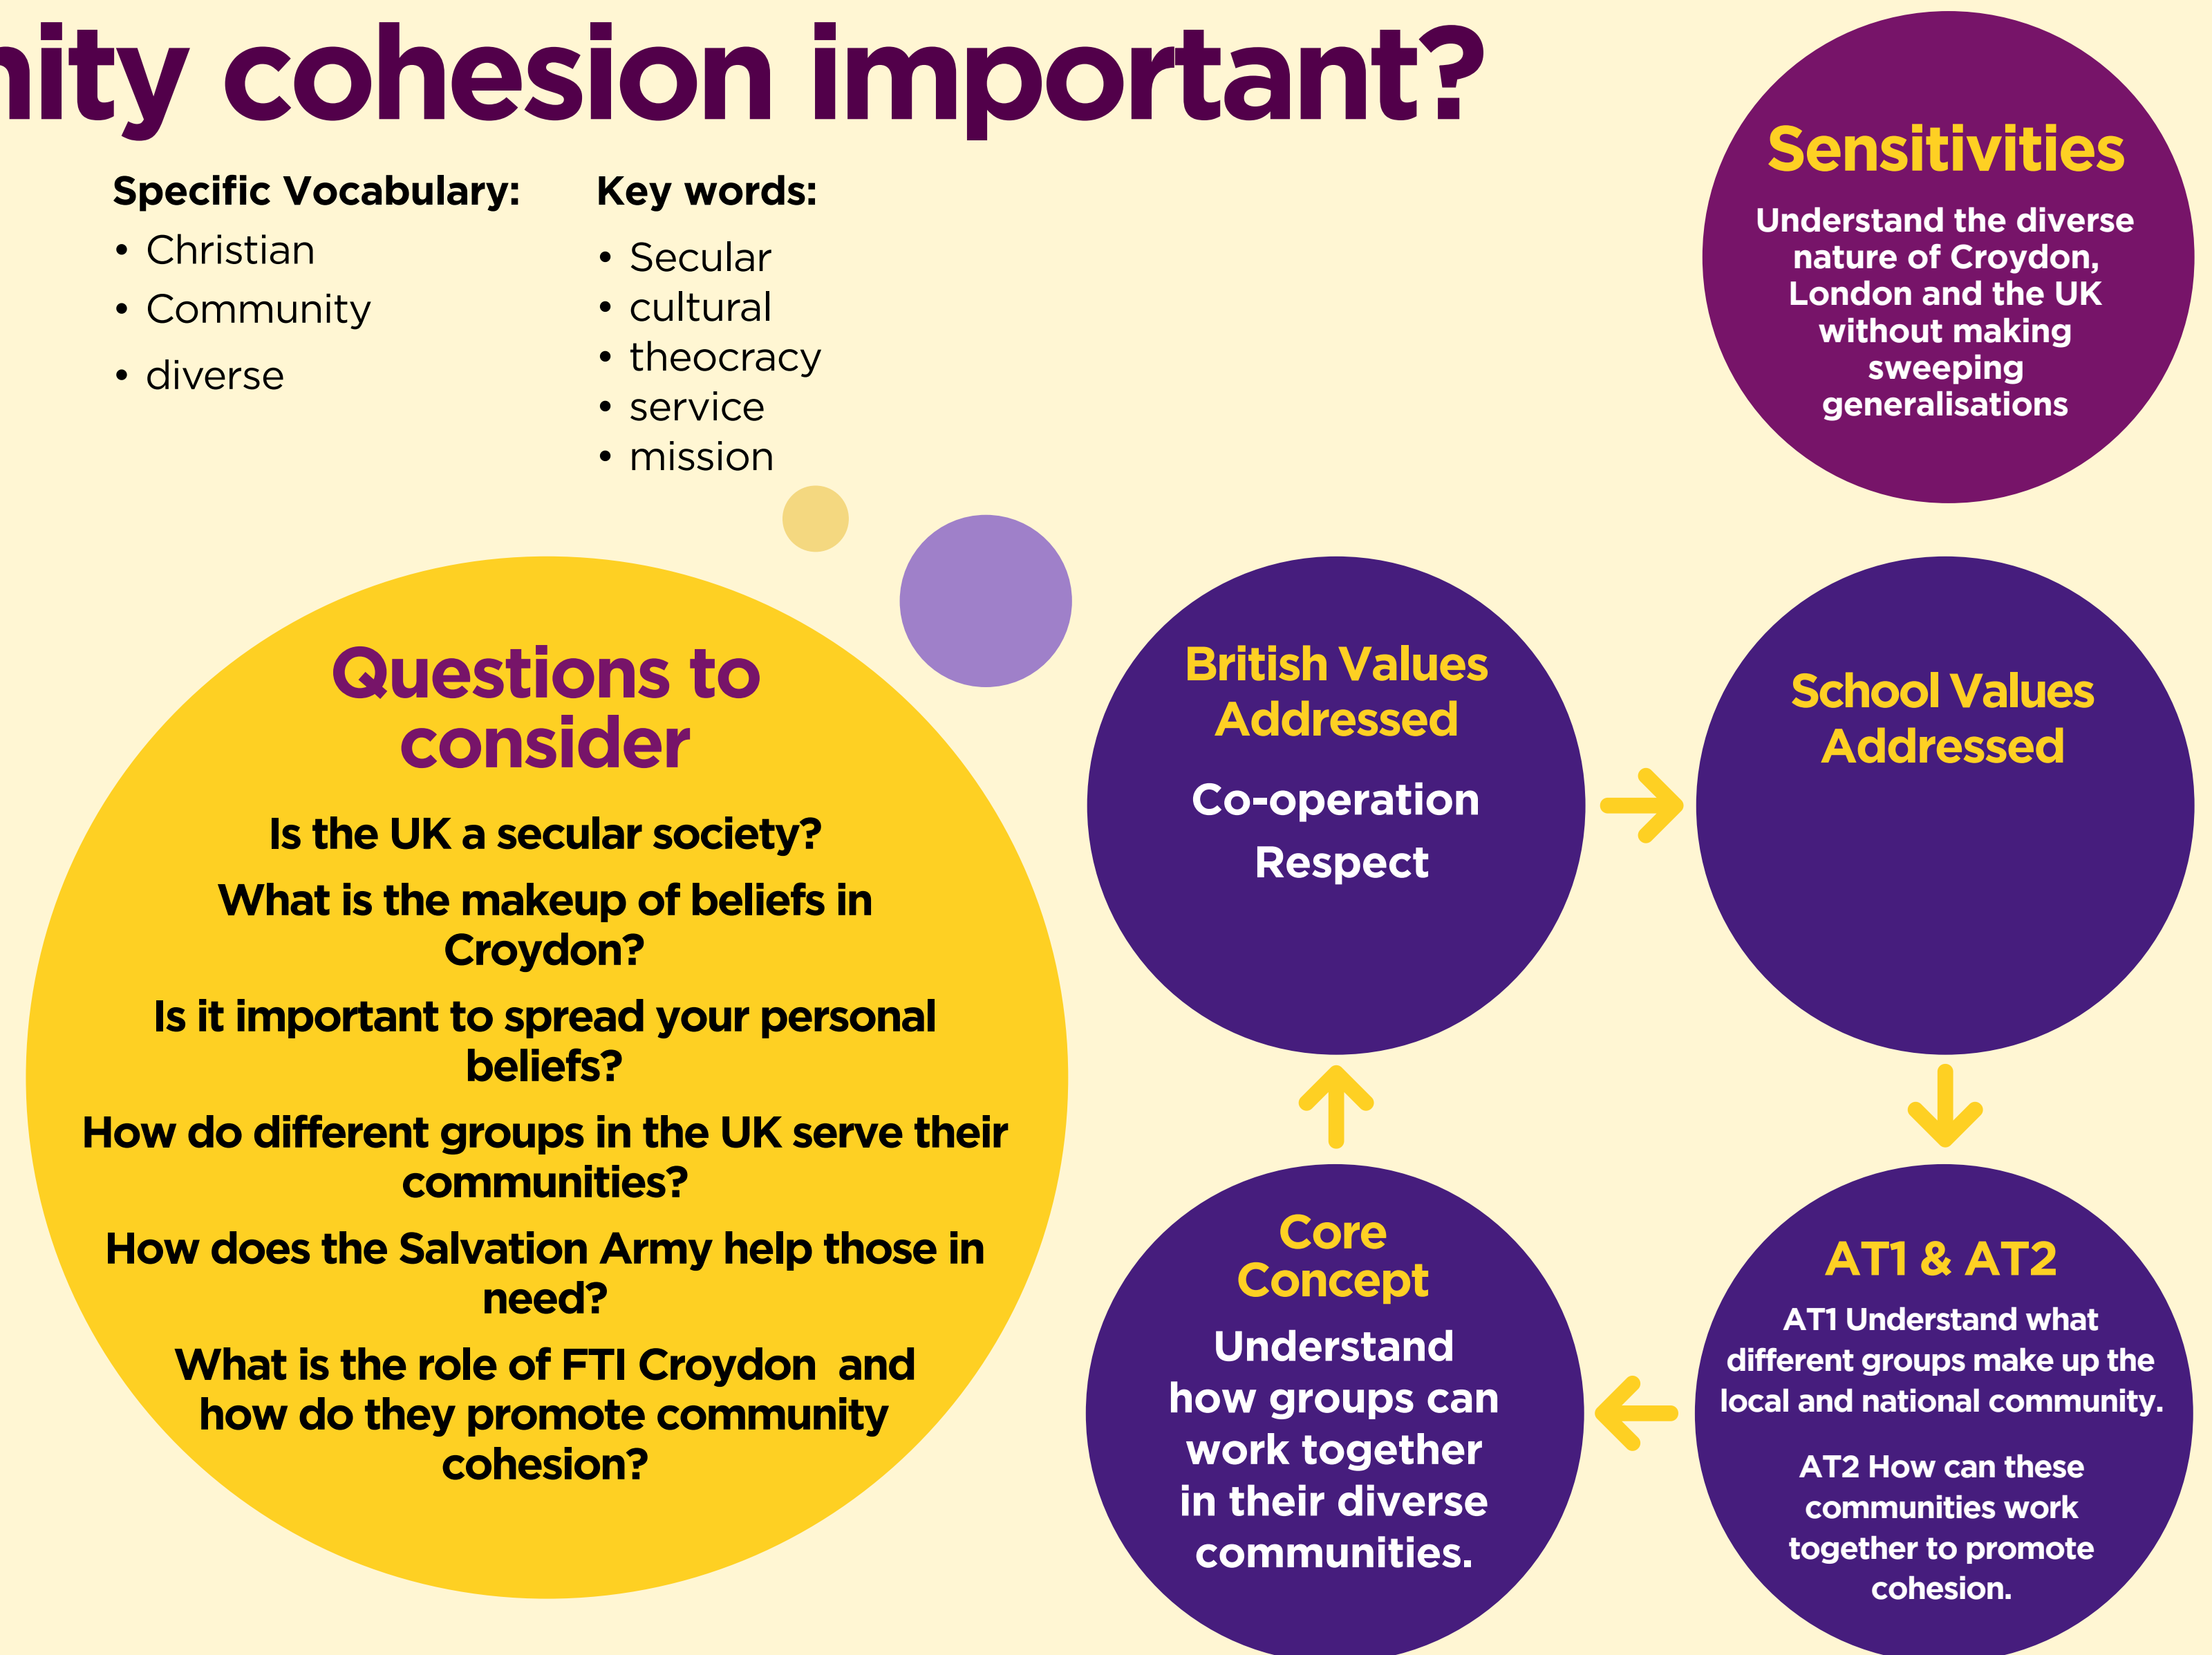 nity cohesion important?
Specific Vocabulary:
• Christian
• Community
• diverse
Key words:
• Secular
• cultural
• theocracy
• service
• mission
Sensitivities
Understand the diverse
nature of Croydon,
London and the UK
without making
sweeping
generalisations
Questions to
consider
Is the UK a secular society?
What is the makeup of beliefs in
Croydon?
Is it important to spread your personal
beliefs?
How do different groups in the UK serve their
communities?
How does the Salvation Army help those in
need?
What is the role of FTI Croydon  and
how do they promote community
cohesion?
British Values
Addressed
Co-operation
Respect
School Values
Addressed
Core
Concept
Understand
how groups can
work together
in their diverse
communities.
AT1 & AT2
AT1 Understand what
different groups make up the
local and national community.
AT2 How can these
communities work
together to promote
cohesion.